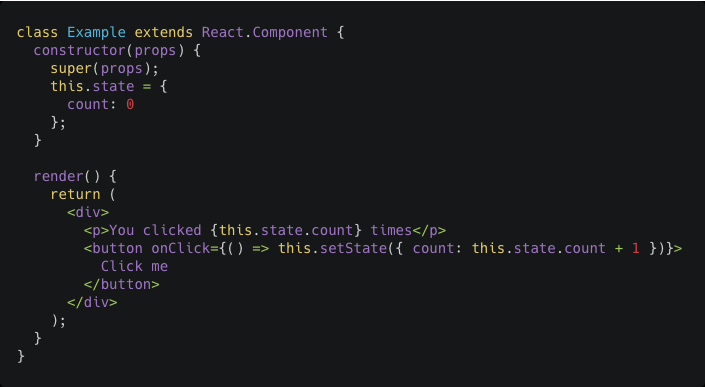 class Example extends React.Component {
  constructor(props) {
    super(props);
    this.state = {
      count: 0
    };
  }

  render() {
    return (
      <div>
        <p>You clicked {this.state.count} times</p>
        <button onClick={() => this.setState({ count: this.state.count + 1 })}>
          Click me
        </button>
      </div>
    );
  }
}